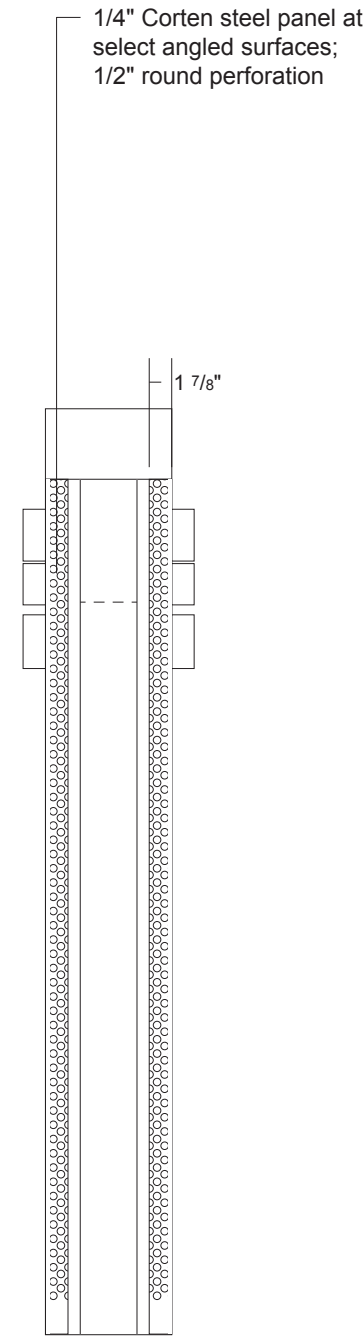 1/4" Corten steel panel at
select angled surfaces;
1/2" round perforation
1 7/8"